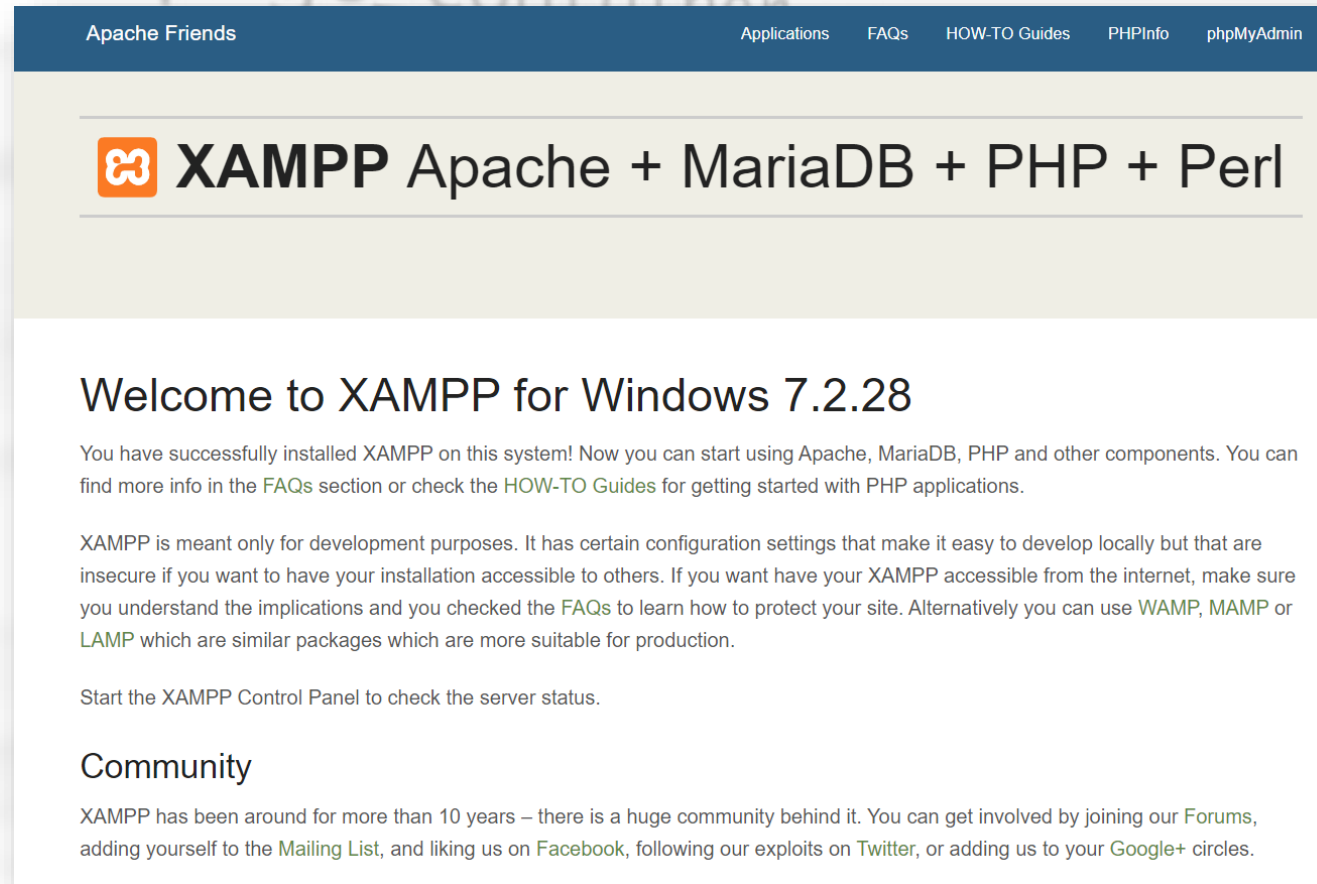 Apache Friends
Applications FAQs HOW-TO Guides PHPInfo phpMyAdmin
XAMPP Apache + MariaDB + PHP + Perl
Welcome to XAMPP for Windows 7.2.28
You have successfully installed XAMPP on this system! Now you can start using Apache, MariaDB, PHP and other components. You can
find more info in the FAQs section or check the HOW-TO Guides for getting started with PHP applications.
XAMPP is meant only for development purposes. It has certain configuration settings that make it easy to develop locally but that are
insecure if you want to have your installation accessible to others. If you want have your XAMPP accessible from the internet, make sure
you understand the implications and you checked the FAQs to learn how to protect your site. Alternatively you can use WAMP, MAMP or
LAMP which are similar packages which are more suitable for production.
Start the XAMPP Control Panel to check the server status.
Community
XAMPP has been around for more than 10 years – there is a huge community behind it. You can get involved by joining our Forums,
adding yourself to the Mailing List, and liking us on Facebook, following our exploits on Twitter, or adding us to your Google+ circles.